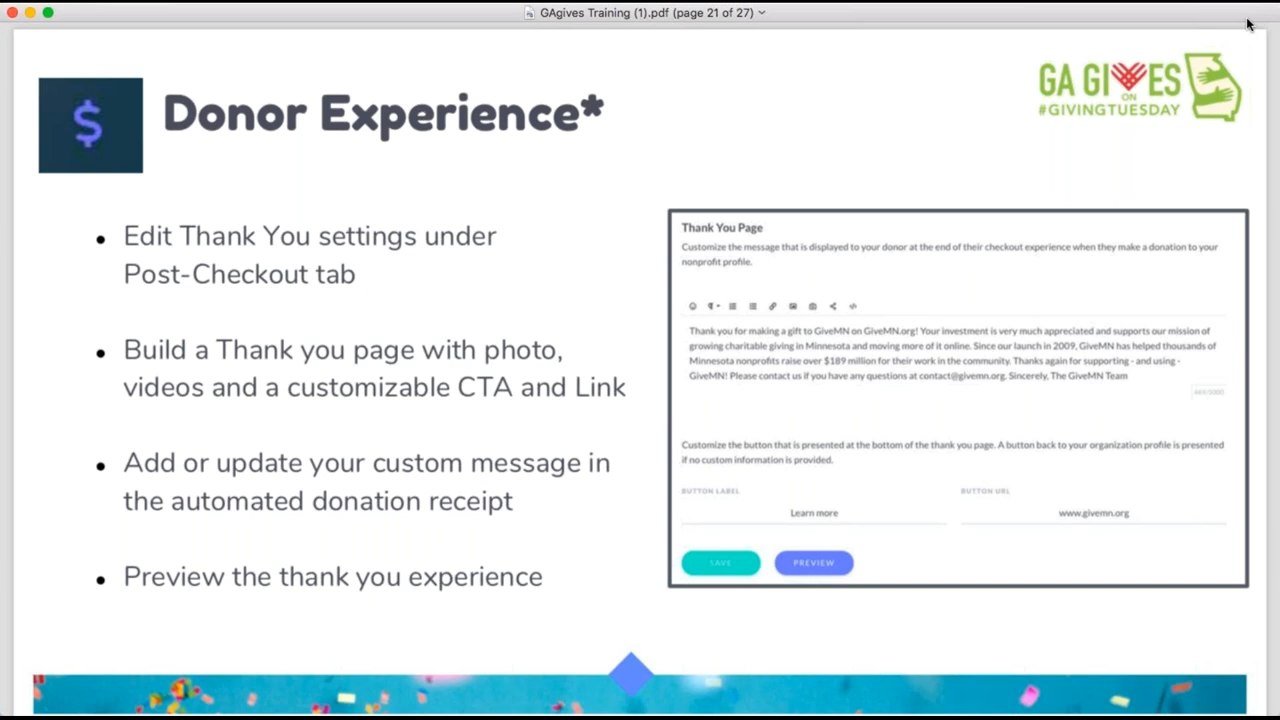 GAgives Training (1).pdf (page 21 of 27)
GA GIVES
ON
#GIVINGTUESDAY
$
Donor Experience*
• Edit Thank You settings under
Post-Checkout tab
• Build a Thank you page with photo,
videos and a customizable CTA and Link
• Add or update your custom message in
the automated donation receipt
• Preview the thank you experience
Thank You Page
Customize the message that is displayed to your donor at the end of their checkout experience when they make a donation to your
nonprofit profile.
Thank you for making a gift to GiveMN on GiveMN.org! Your investment is very much appreciated and supports our mission of
growing charitable giving in Minnesota and moving more of it online. Since our launch in 2009, GiveMN has helped thousands of
Minnesota nonprofits raise over $189 million for their work in the community. Thanks again for supporting - and using -
GiveMN! Please contact us if you have any questions at contact@givemn.org. Sincerely, The GiveMN Team
Customize the button that is presented at the bottom of the thank you page. A button back to your organization profile is presented
if no custom information is provided.
BUTTON LABEL
BUTTON URL
Learn more
www.givemn.org
SAVE
PREVIEW